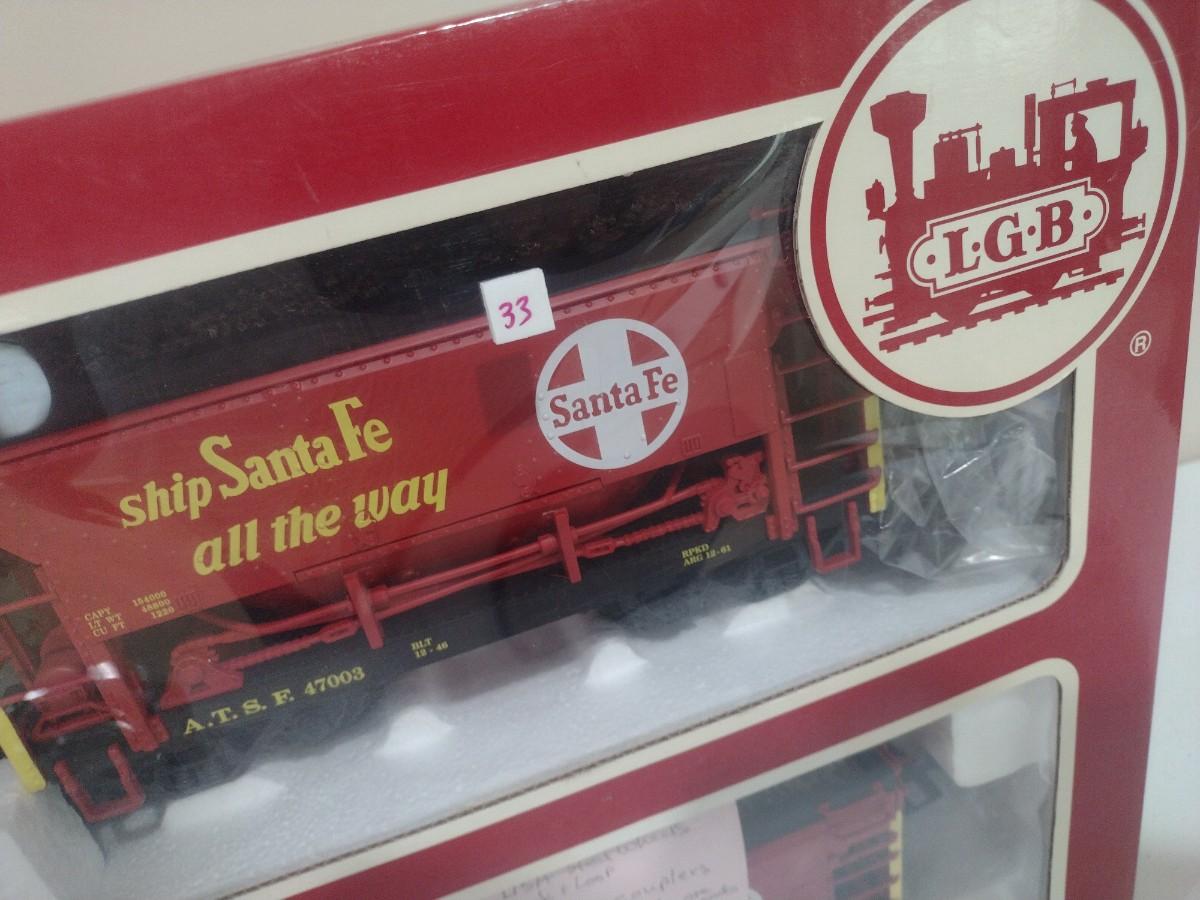 L·G·B
®
33
Santa Fe
ship Santa Fe
all the way
CAPY 154000
LT WT 48800
CU FT 1220
RPKD
ARG 12-61
BLT
12-46
A.T.S.F. 47003
couplers